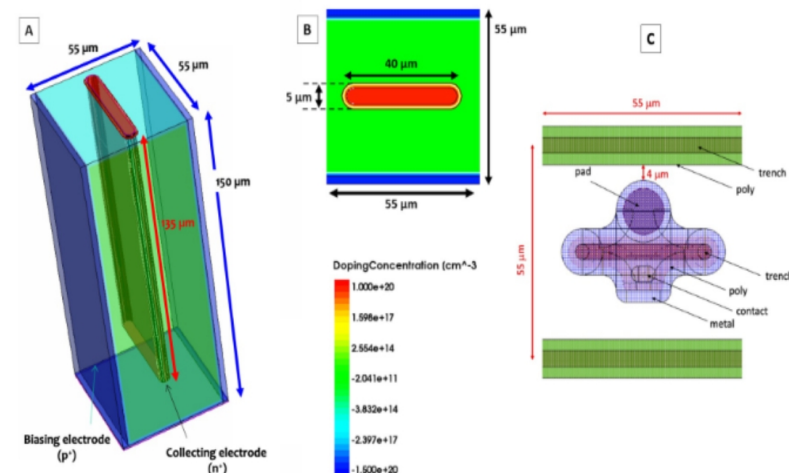 A
55 µm
55 µm
150 µm
135 µm
Biasing electrode
(p⁺)
Collecting electrode
(n⁺)
B
40 µm
5 µm
55 µm
55 µm
DopingConcentration (cm^-3
1.000e+20
1.598e+17
2.554e+14
-2.041e+11
-3.832e+14
-2.397e+17
-1.500e+20
C
55 µm
trench
poly
pad
4 µm
55 µm
trench
poly
contact
metal